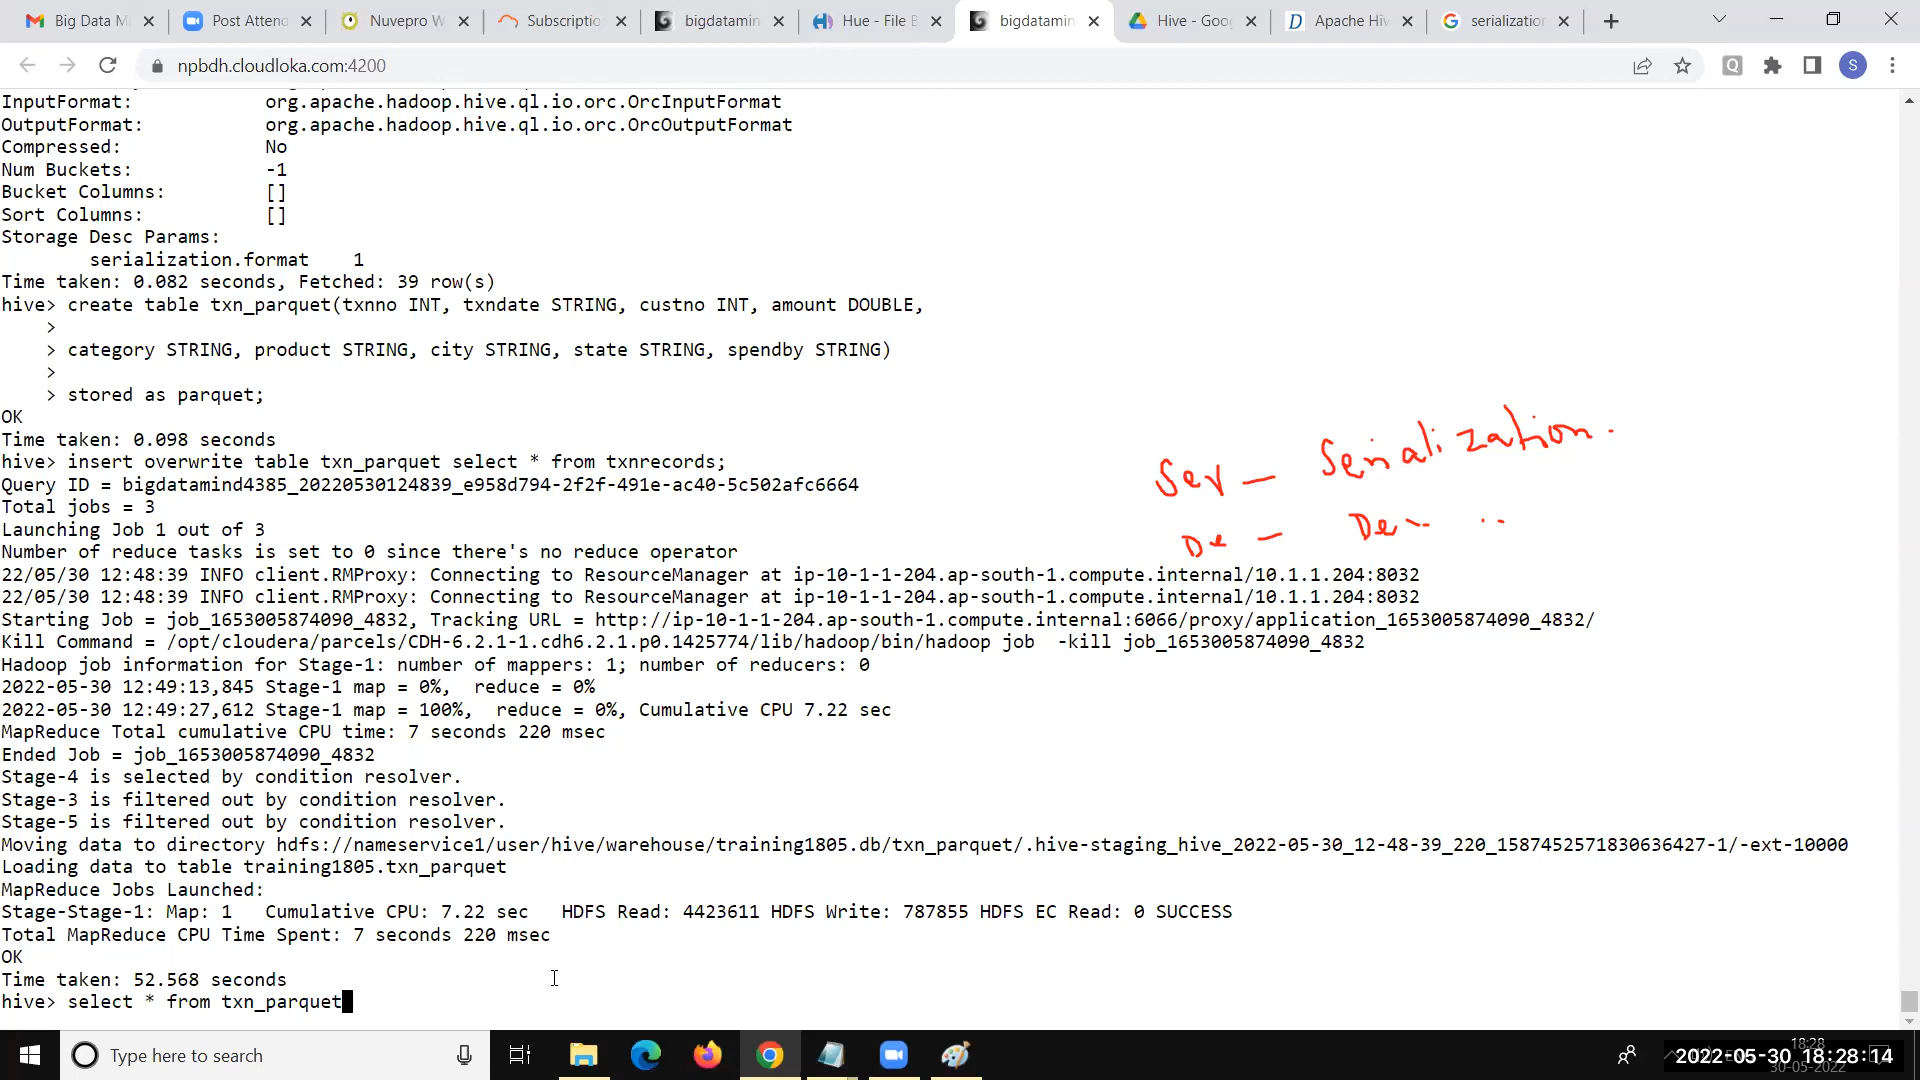 Big Data M
Post Atten
Nuvepro W
Subscriptio
bigdatamin
Hue - File B
bigdatamin
Hive - Goog
Apache Hiv
serializatio
npbdh.cloudloka.com:4200
Q
S
InputFormat: org.apache.hadoop.hive.ql.io.orc.OrcInputFormat
OutputFormat: org.apache.hadoop.hive.ql.io.orc.OrcOutputFormat
Compressed: No
Num Buckets: -1
Bucket Columns: []
Sort Columns: []
Storage Desc Params:
serialization.format 1
Time taken: 0.082 seconds, Fetched: 39 row(s)
hive> create table txn_parquet(txnno INT, txndate STRING, custno INT, amount DOUBLE,
>
> category STRING, product STRING, city STRING, state STRING, spendby STRING)
>
> stored as parquet;
OK
Time taken: 0.098 seconds
hive> insert overwrite table txn_parquet select * from txnrecords;
Ser - Serialization.
Query ID = bigdatamind4385_20220530124839_e958d794-2f2f-491e-ac40-5c502afc6664
Total jobs = 3
Launching Job 1 out of 3
De - De-- ..
Number of reduce tasks is set to 0 since there's no reduce operator
22/05/30 12:48:39 INFO client.RMProxy: Connecting to ResourceManager at ip-10-1-1-204.ap-south-1.compute.internal/10.1.1.204:8032
22/05/30 12:48:39 INFO client.RMProxy: Connecting to ResourceManager at ip-10-1-1-204.ap-south-1.compute.internal/10.1.1.204:8032
Starting Job = job_1653005874090_4832, Tracking URL = http://ip-10-1-1-204.ap-south-1.compute.internal:6066/proxy/application_1653005874090_4832/
Kill Command = /opt/cloudera/parcels/CDH-6.2.1-1.cdh6.2.1.p0.1425774/lib/hadoop/bin/hadoop job -kill job_1653005874090_4832
Hadoop job information for Stage-1: number of mappers: 1; number of reducers: 0
2022-05-30 12:49:13,845 Stage-1 map = 0%, reduce = 0%
2022-05-30 12:49:27,612 Stage-1 map = 100%, reduce = 0%, Cumulative CPU 7.22 sec
MapReduce Total cumulative CPU time: 7 seconds 220 msec
Ended Job = job_1653005874090_4832
Stage-4 is selected by condition resolver.
Stage-3 is filtered out by condition resolver.
Stage-5 is filtered out by condition resolver.
Moving data to directory hdfs://nameservice1/user/hive/warehouse/training1805.db/txn_parquet/.hive-staging_hive_2022-05-30_12-48-39_220_1587452571830636427-1/-ext-10000
Loading data to table training1805.txn_parquet
MapReduce Jobs Launched:
Stage-Stage-1: Map: 1 Cumulative CPU: 7.22 sec HDFS Read: 4423611 HDFS Write: 787855 HDFS EC Read: 0 SUCCESS
Total MapReduce CPU Time Spent: 7 seconds 220 msec
OK
Time taken: 52.568 seconds
hive> select * from txn_parquet
Type here to search
18:28
2022-05-30 18:28:14
30-05-2022